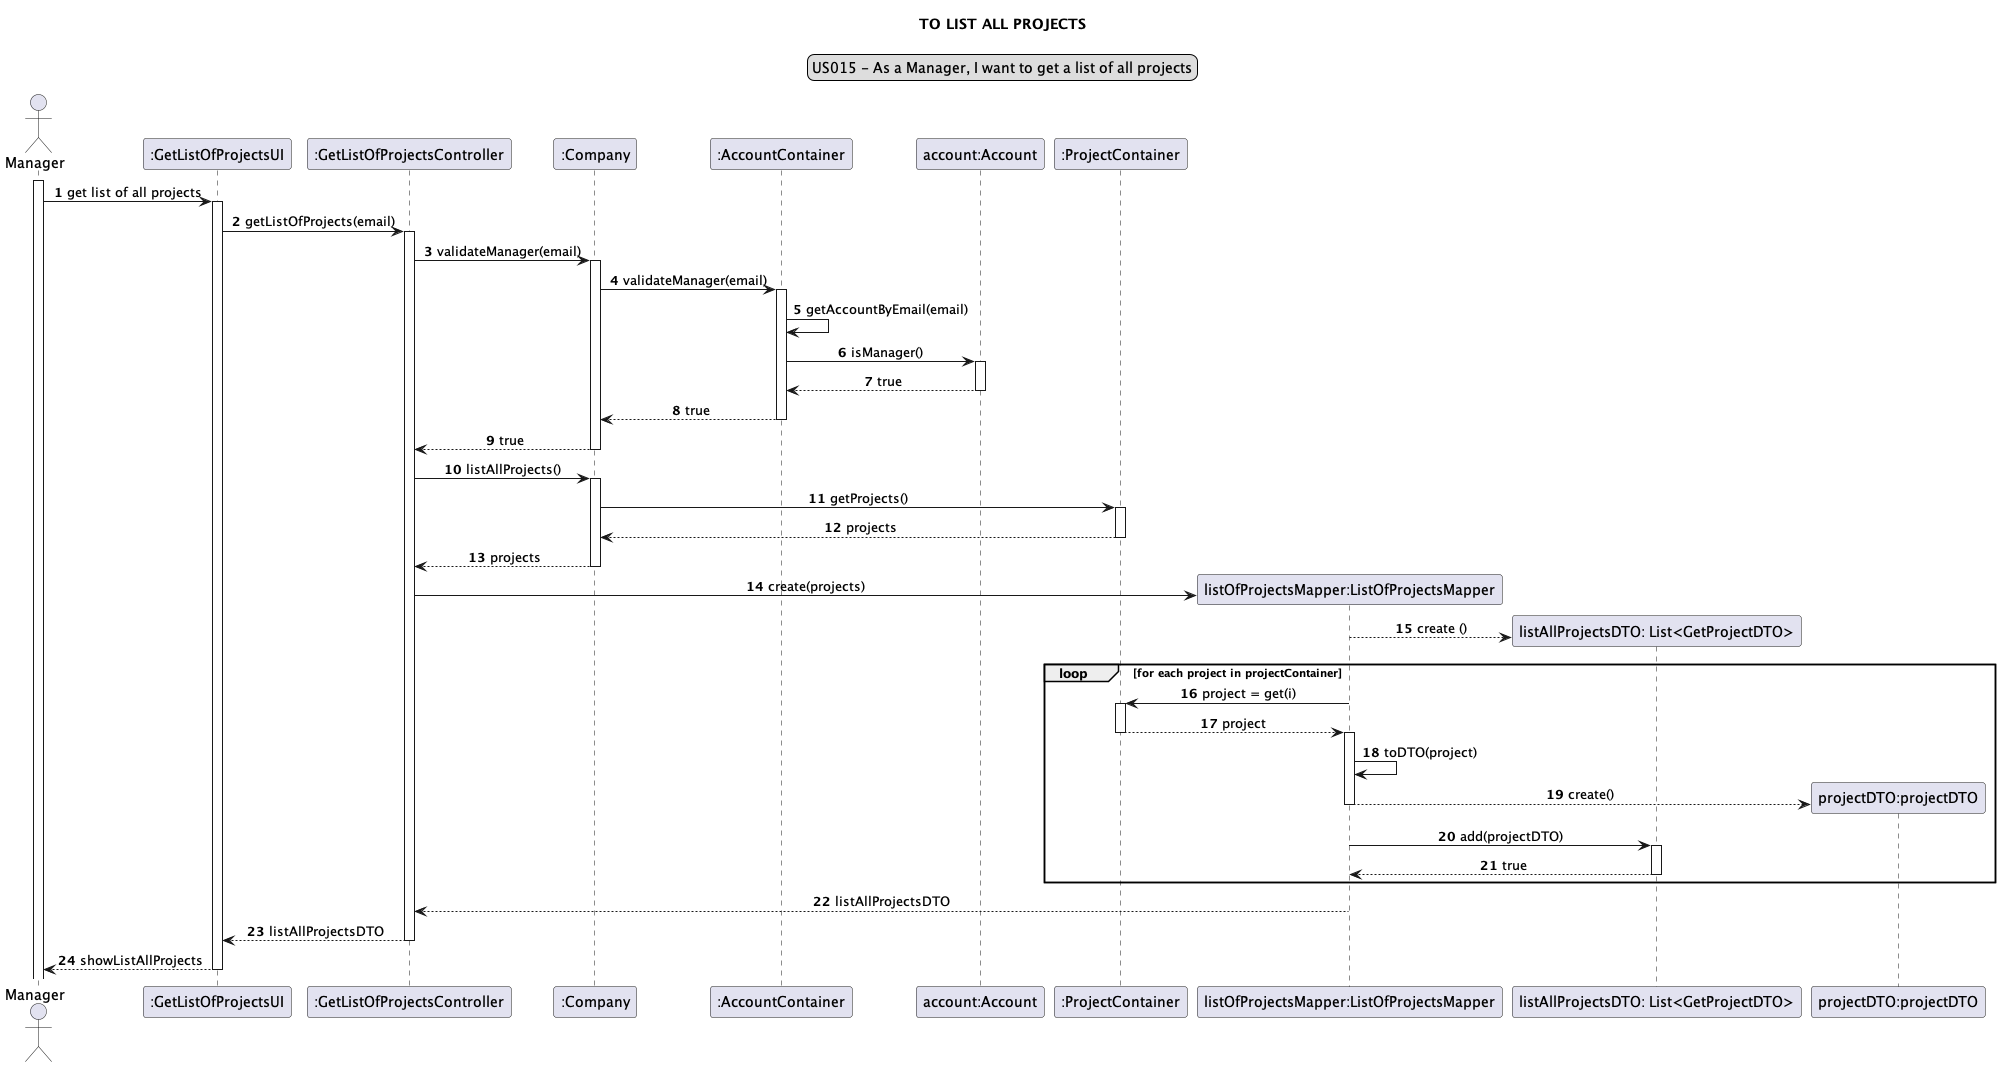 TO LIST ALL PROJECTS
US015 - As a Manager, I want to get a list of all projects
Manager
:GetListOfProjectsUI
:GetListOfProjectsController
:Company
:AccountContainer
account:Account
:ProjectContainer
1 get list of all projects
2 getListOfProjects(email)
3 validateManager(email)
4 validateManager(email)
5 getAccountByEmail(email)
6 isManager()
7 true
8 true
9 true
10 listAllProjects()
11 getProjects()
12 projects
13 projects
14 create(projects)
listOfProjectsMapper:ListOfProjectsMapper
15 create ()
listAllProjectsDTO: List<GetProjectDTO>
loop
[for each project in projectContainer]
16 project = get(i)
17 project
18 toDTO(project)
19 create()
projectDTO:projectDTO
20 add(projectDTO)
21 true
22 listAllProjectsDTO
23 listAllProjectsDTO
24 showListAllProjects
Manager
:GetListOfProjectsUI
:GetListOfProjectsController
:Company
:AccountContainer
account:Account
:ProjectContainer
listOfProjectsMapper:ListOfProjectsMapper
listAllProjectsDTO: List<GetProjectDTO>
projectDTO:projectDTO